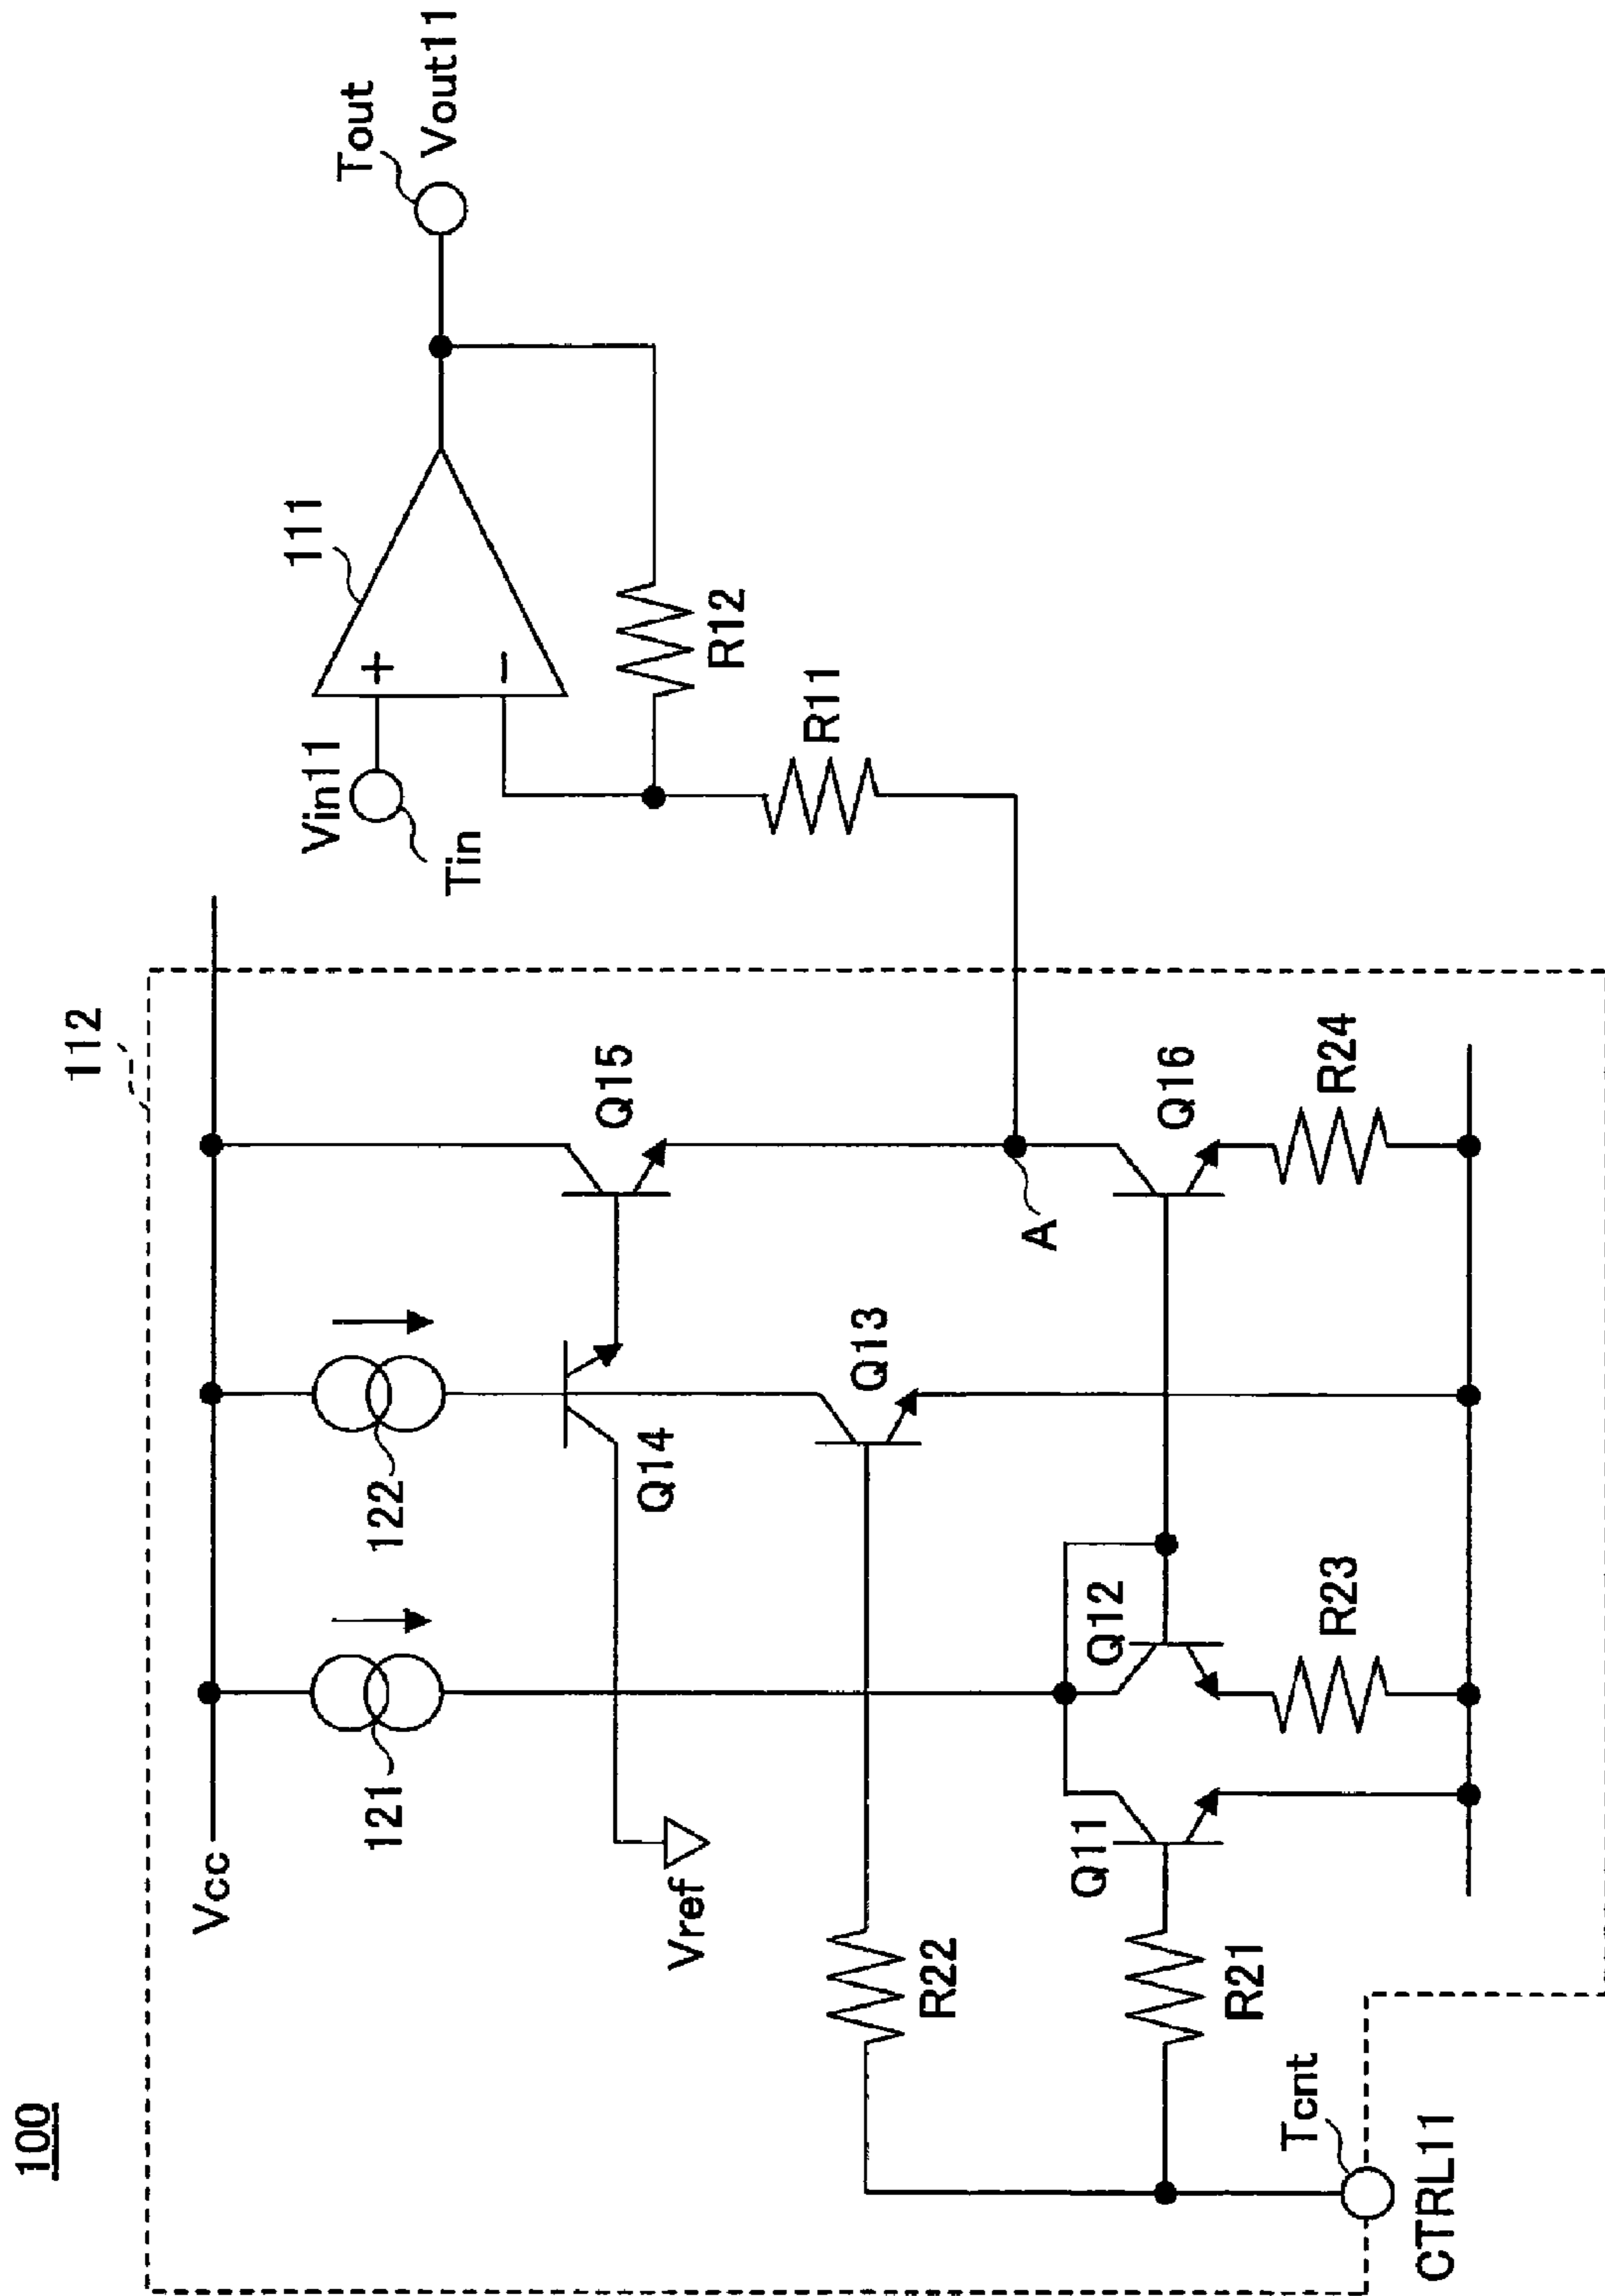 100
112
Vcc
121
122
Vref
Q14
Q15
Q13
R22
A
Q11
Q12
Q16
R21
R23
R24
Tcnt
CTRL11
Vin11
Tin
+
−
111
R12
R11
Tout
Vout11